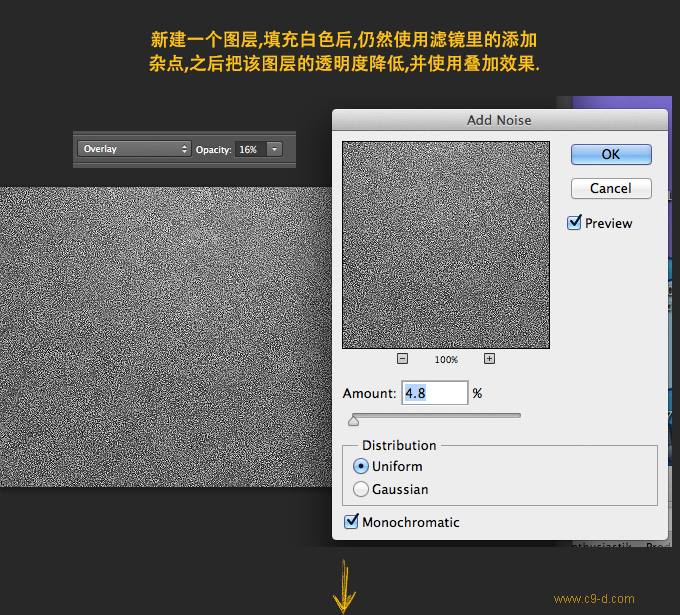 新建一个图层,填充白色后,仍然使用滤镜里的添加
杂点,之后把该图层的透明度降低,并使用叠加效果.
Add Noise
Overlay
Opacity: 16%
OK
Cancel
Preview
100%
Amount: 4.8 %
Distribution
Uniform
Gaussian
Monochromatic
www.c9-d.com